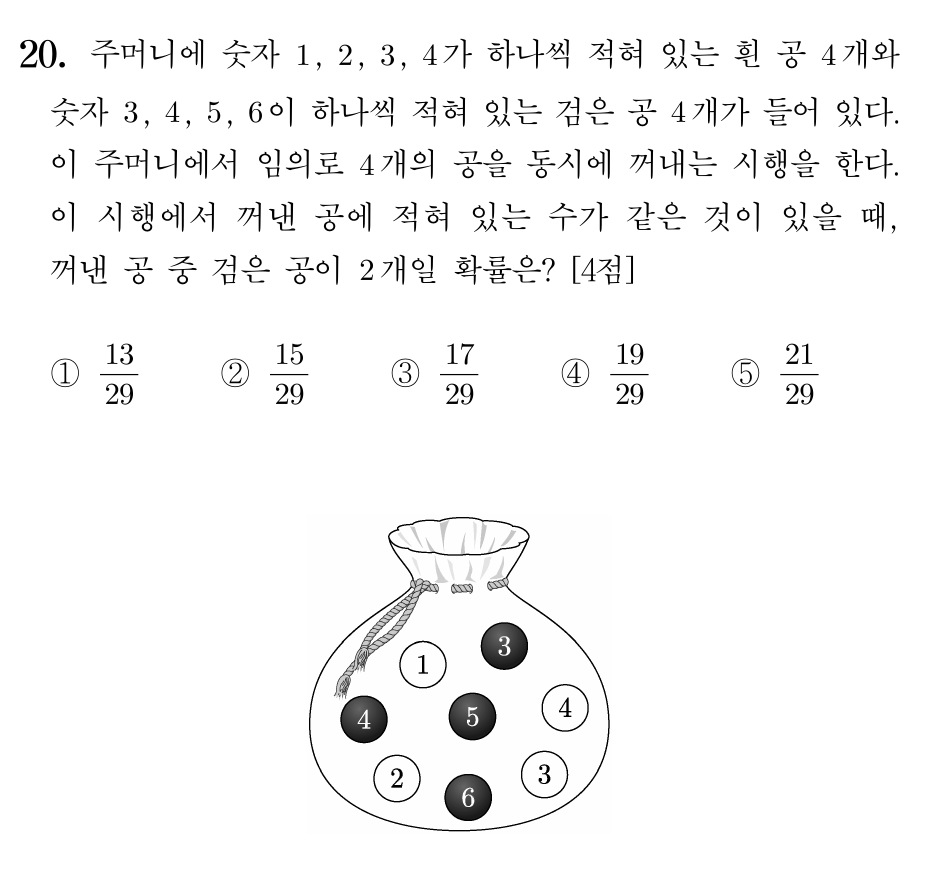 20. 주머니에 숫자 1, 2, 3, 4가 하나씩 적혀 있는 흰 공 4개와
숫자 3, 4, 5, 6이 하나씩 적혀 있는 검은 공 4개가 들어 있다.
이 주머니에서 임의로 4개의 공을 동시에 꺼내는 시행을 한다.
이 시행에서 꺼낸 공에 적혀 있는 수가 같은 것이 있을 때,
꺼낸 공 중 검은 공이 2개일 확률은? [4점]
① 13/29 ② 15/29 ③ 17/29 ④ 19/29 ⑤ 21/29
3
1
4
5
4
2
3
6